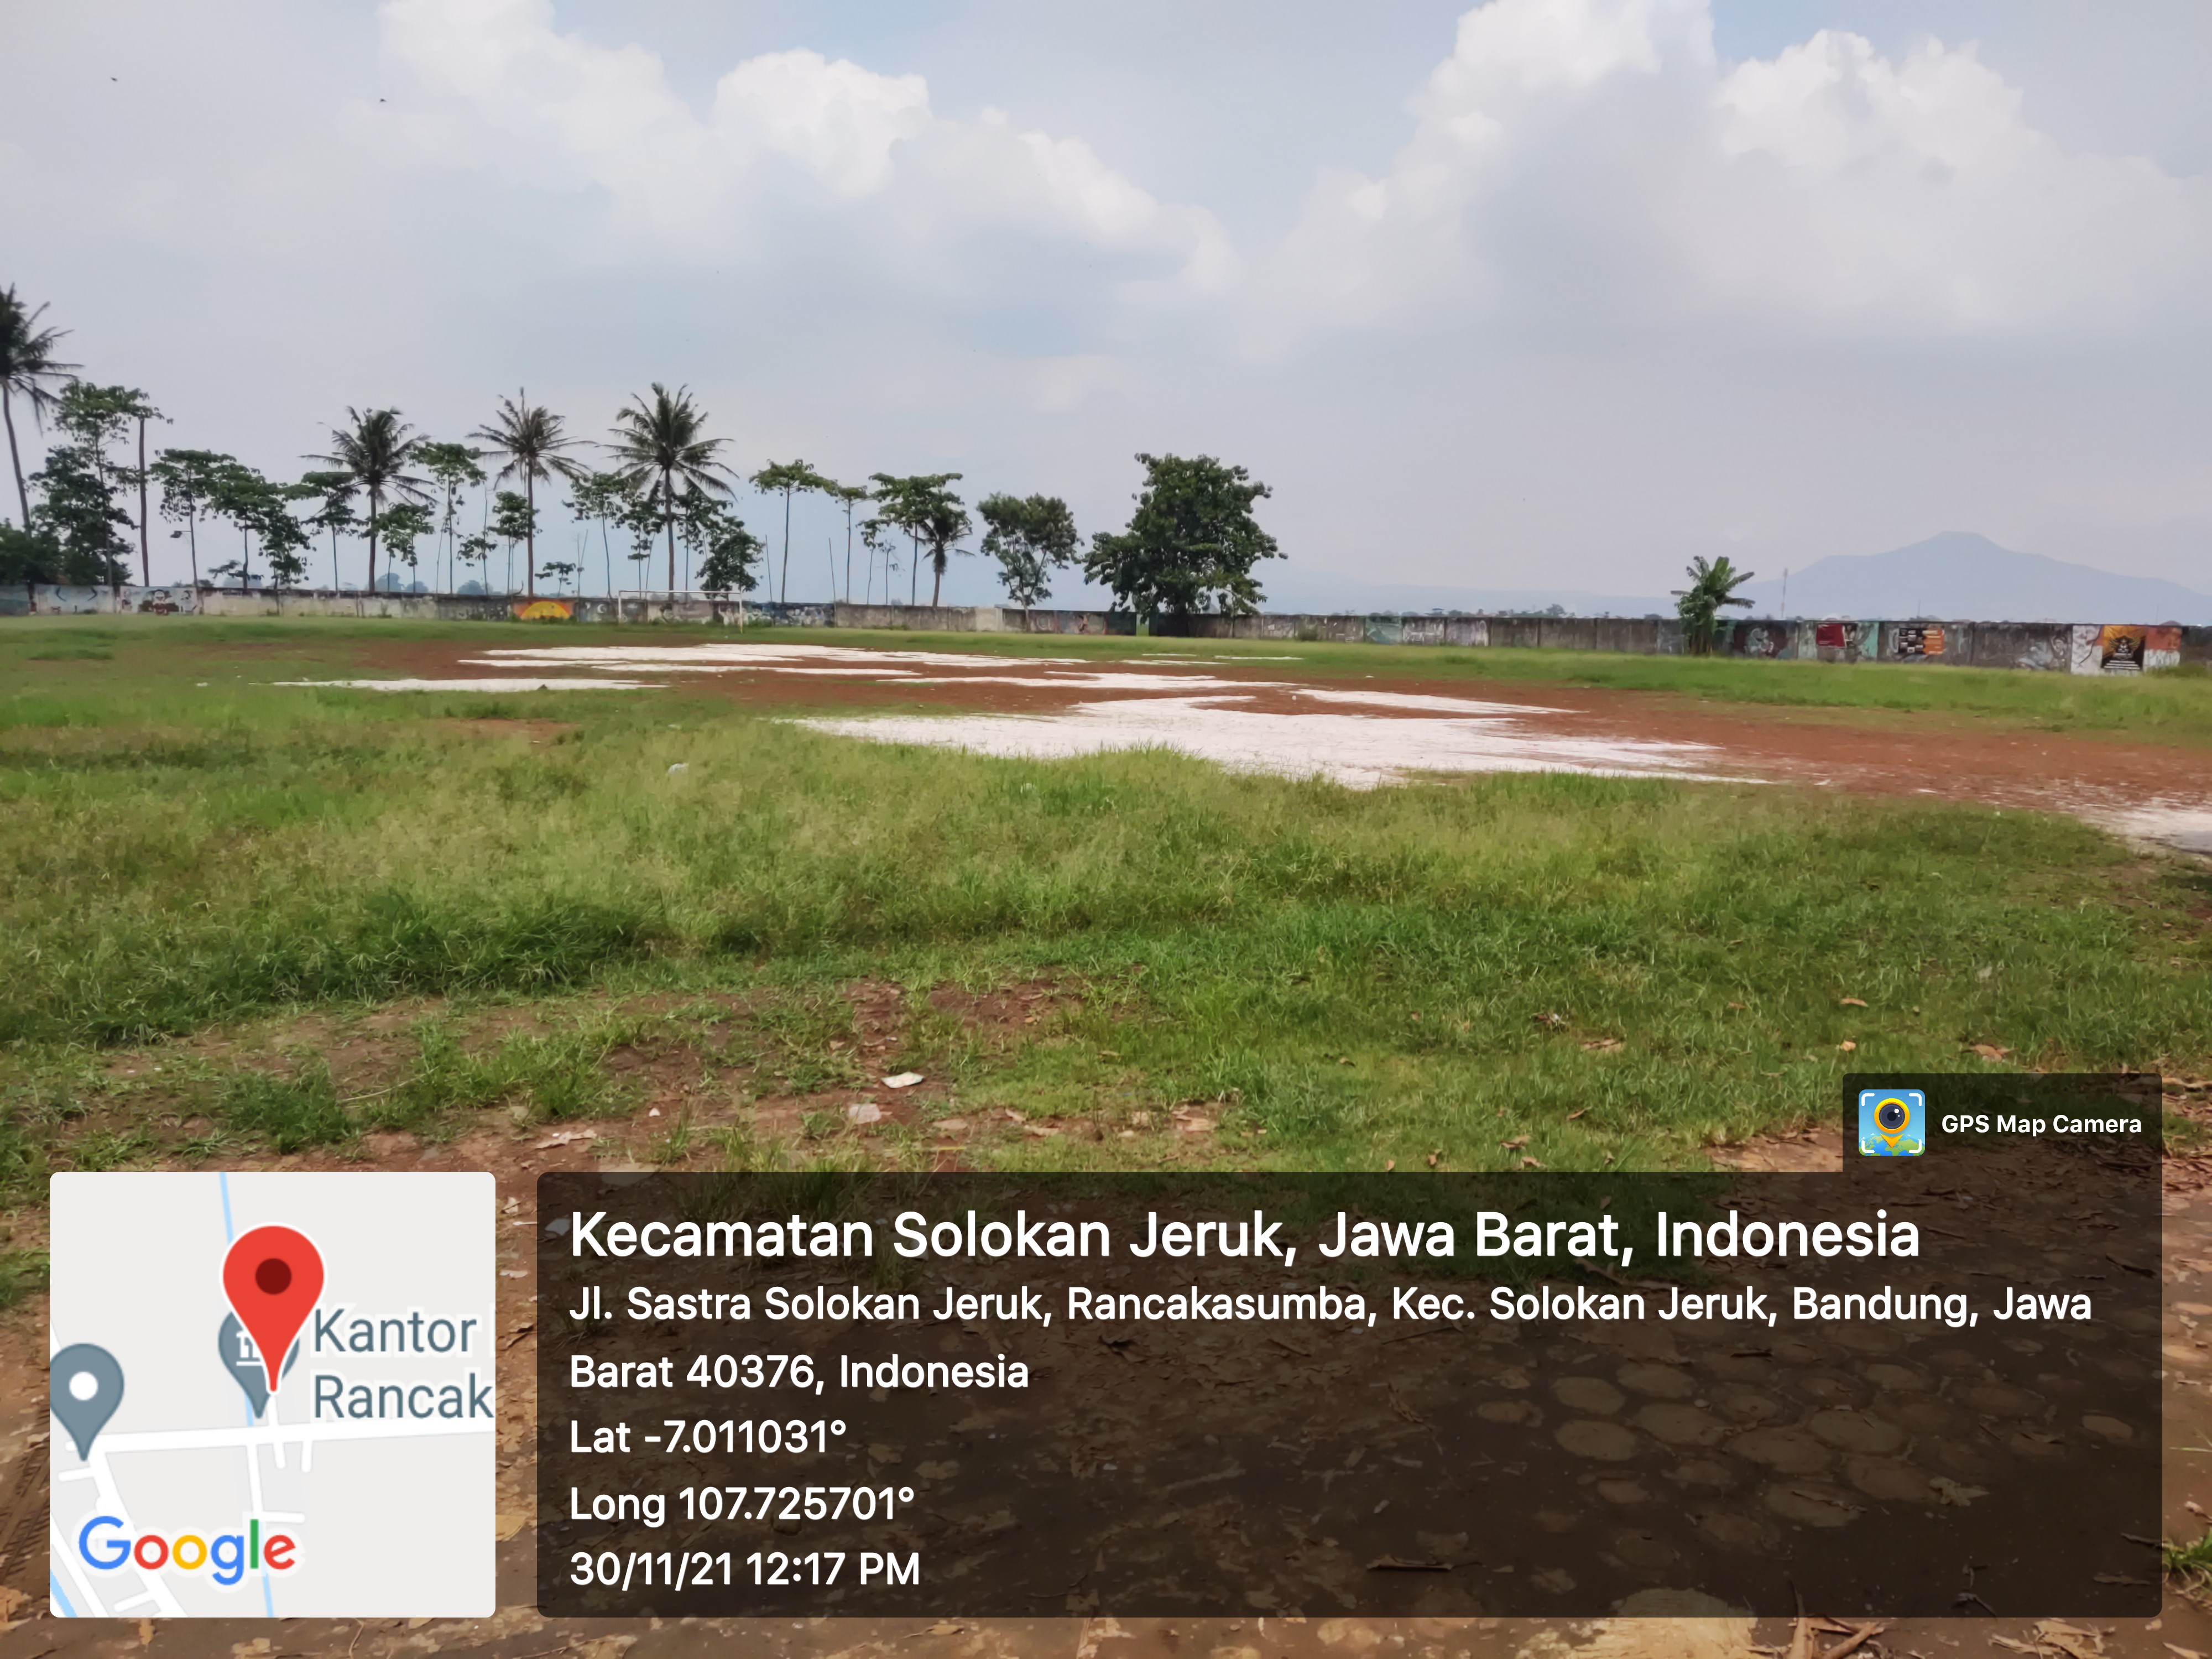 GPS Map Camera
Kecamatan Solokan Jeruk, Jawa Barat, Indonesia
Jl. Sastra Solokan Jeruk, Rancakasumba, Kec. Solokan Jeruk, Bandung, Jawa
Barat 40376, Indonesia
Lat -7.011031°
Long 107.725701°
30/11/21 12:17 PM
Kantor
Rancak
Google